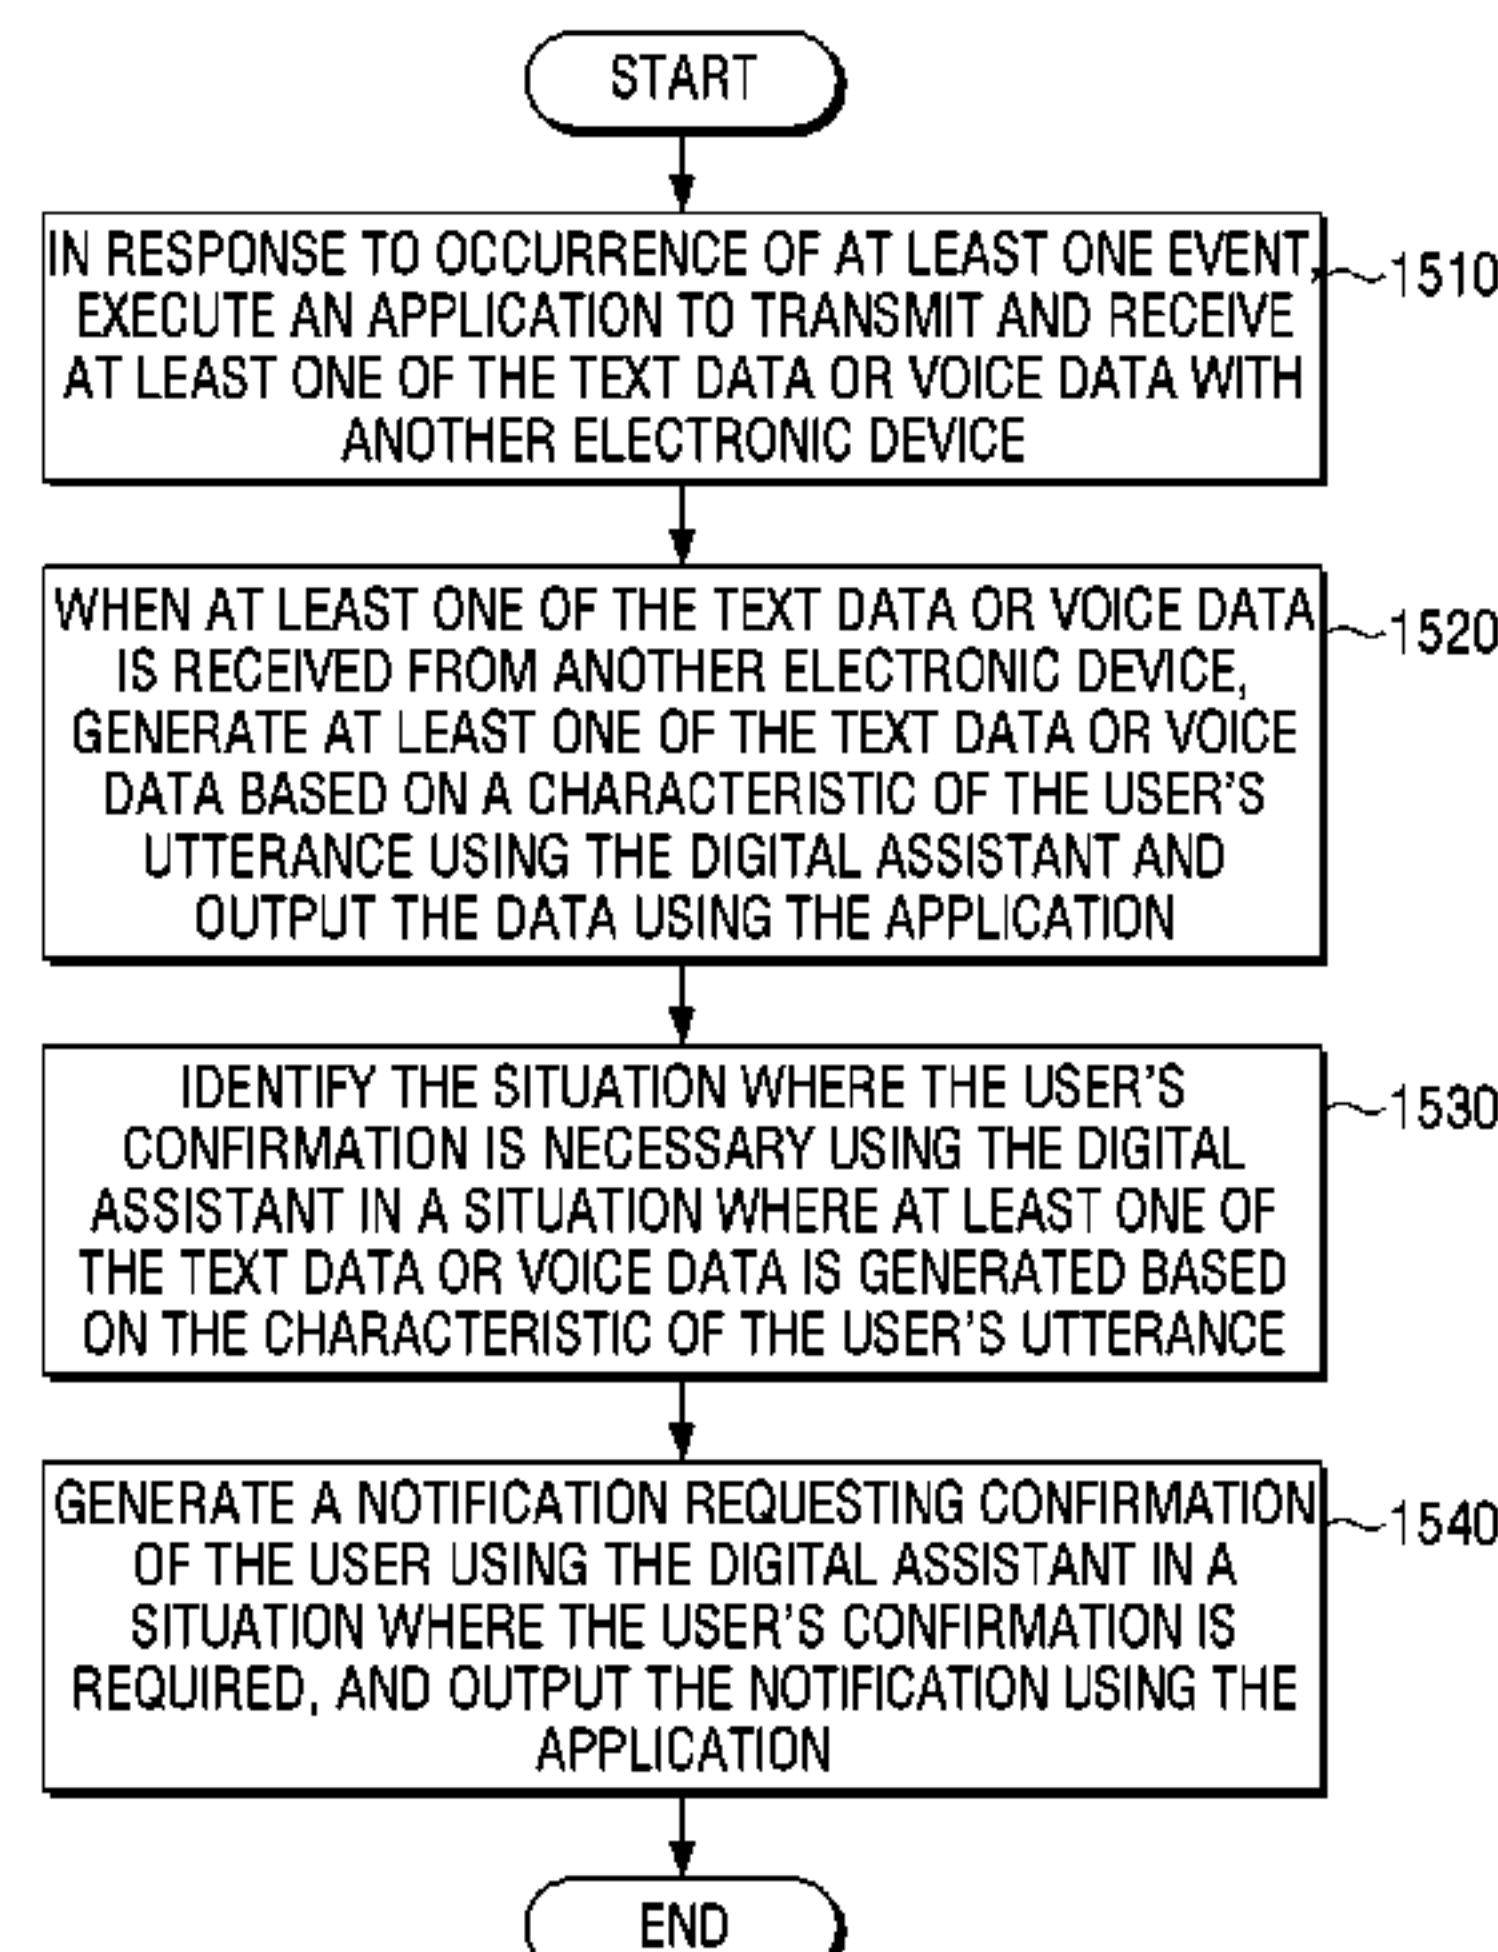 START
IN RESPONSE TO OCCURRENCE OF AT LEAST ONE EVENT,
EXECUTE AN APPLICATION TO TRANSMIT AND RECEIVE
AT LEAST ONE OF THE TEXT DATA OR VOICE DATA WITH
ANOTHER ELECTRONIC DEVICE
1510
WHEN AT LEAST ONE OF THE TEXT DATA OR VOICE DATA
IS RECEIVED FROM ANOTHER ELECTRONIC DEVICE,
GENERATE AT LEAST ONE OF THE TEXT DATA OR VOICE
DATA BASED ON A CHARACTERISTIC OF THE USER'S
UTTERANCE USING THE DIGITAL ASSISTANT AND
OUTPUT THE DATA USING THE APPLICATION
1520
IDENTIFY THE SITUATION WHERE THE USER'S
CONFIRMATION IS NECESSARY USING THE DIGITAL
ASSISTANT IN A SITUATION WHERE AT LEAST ONE OF
THE TEXT DATA OR VOICE DATA IS GENERATED BASED
ON THE CHARACTERISTIC OF THE USER'S UTTERANCE
1530
GENERATE A NOTIFICATION REQUESTING CONFIRMATION
OF THE USER USING THE DIGITAL ASSISTANT IN A
SITUATION WHERE THE USER'S CONFIRMATION IS
REQUIRED, AND OUTPUT THE NOTIFICATION USING THE
APPLICATION
1540
END